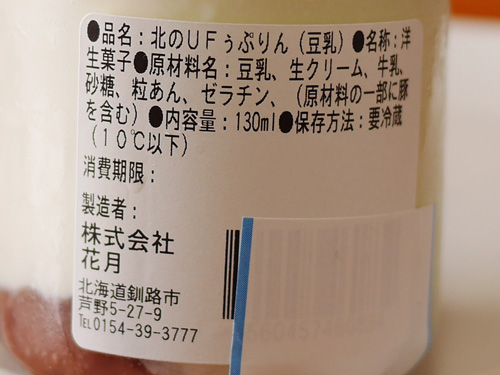 ●品名：北のUFぅぷりん（豆乳）●名称：洋
生菓子●原材料名：豆乳、生クリーム、牛乳、
砂糖、粒あん、ゼラチン、（原材料の一部に豚
を含む）●内容量：130ml●保存方法：要冷蔵
（10℃以下）
消費期限：
製造者：
株式会社
花月
北海道釧路市
芦野5-27-9
℡0154-39-3777